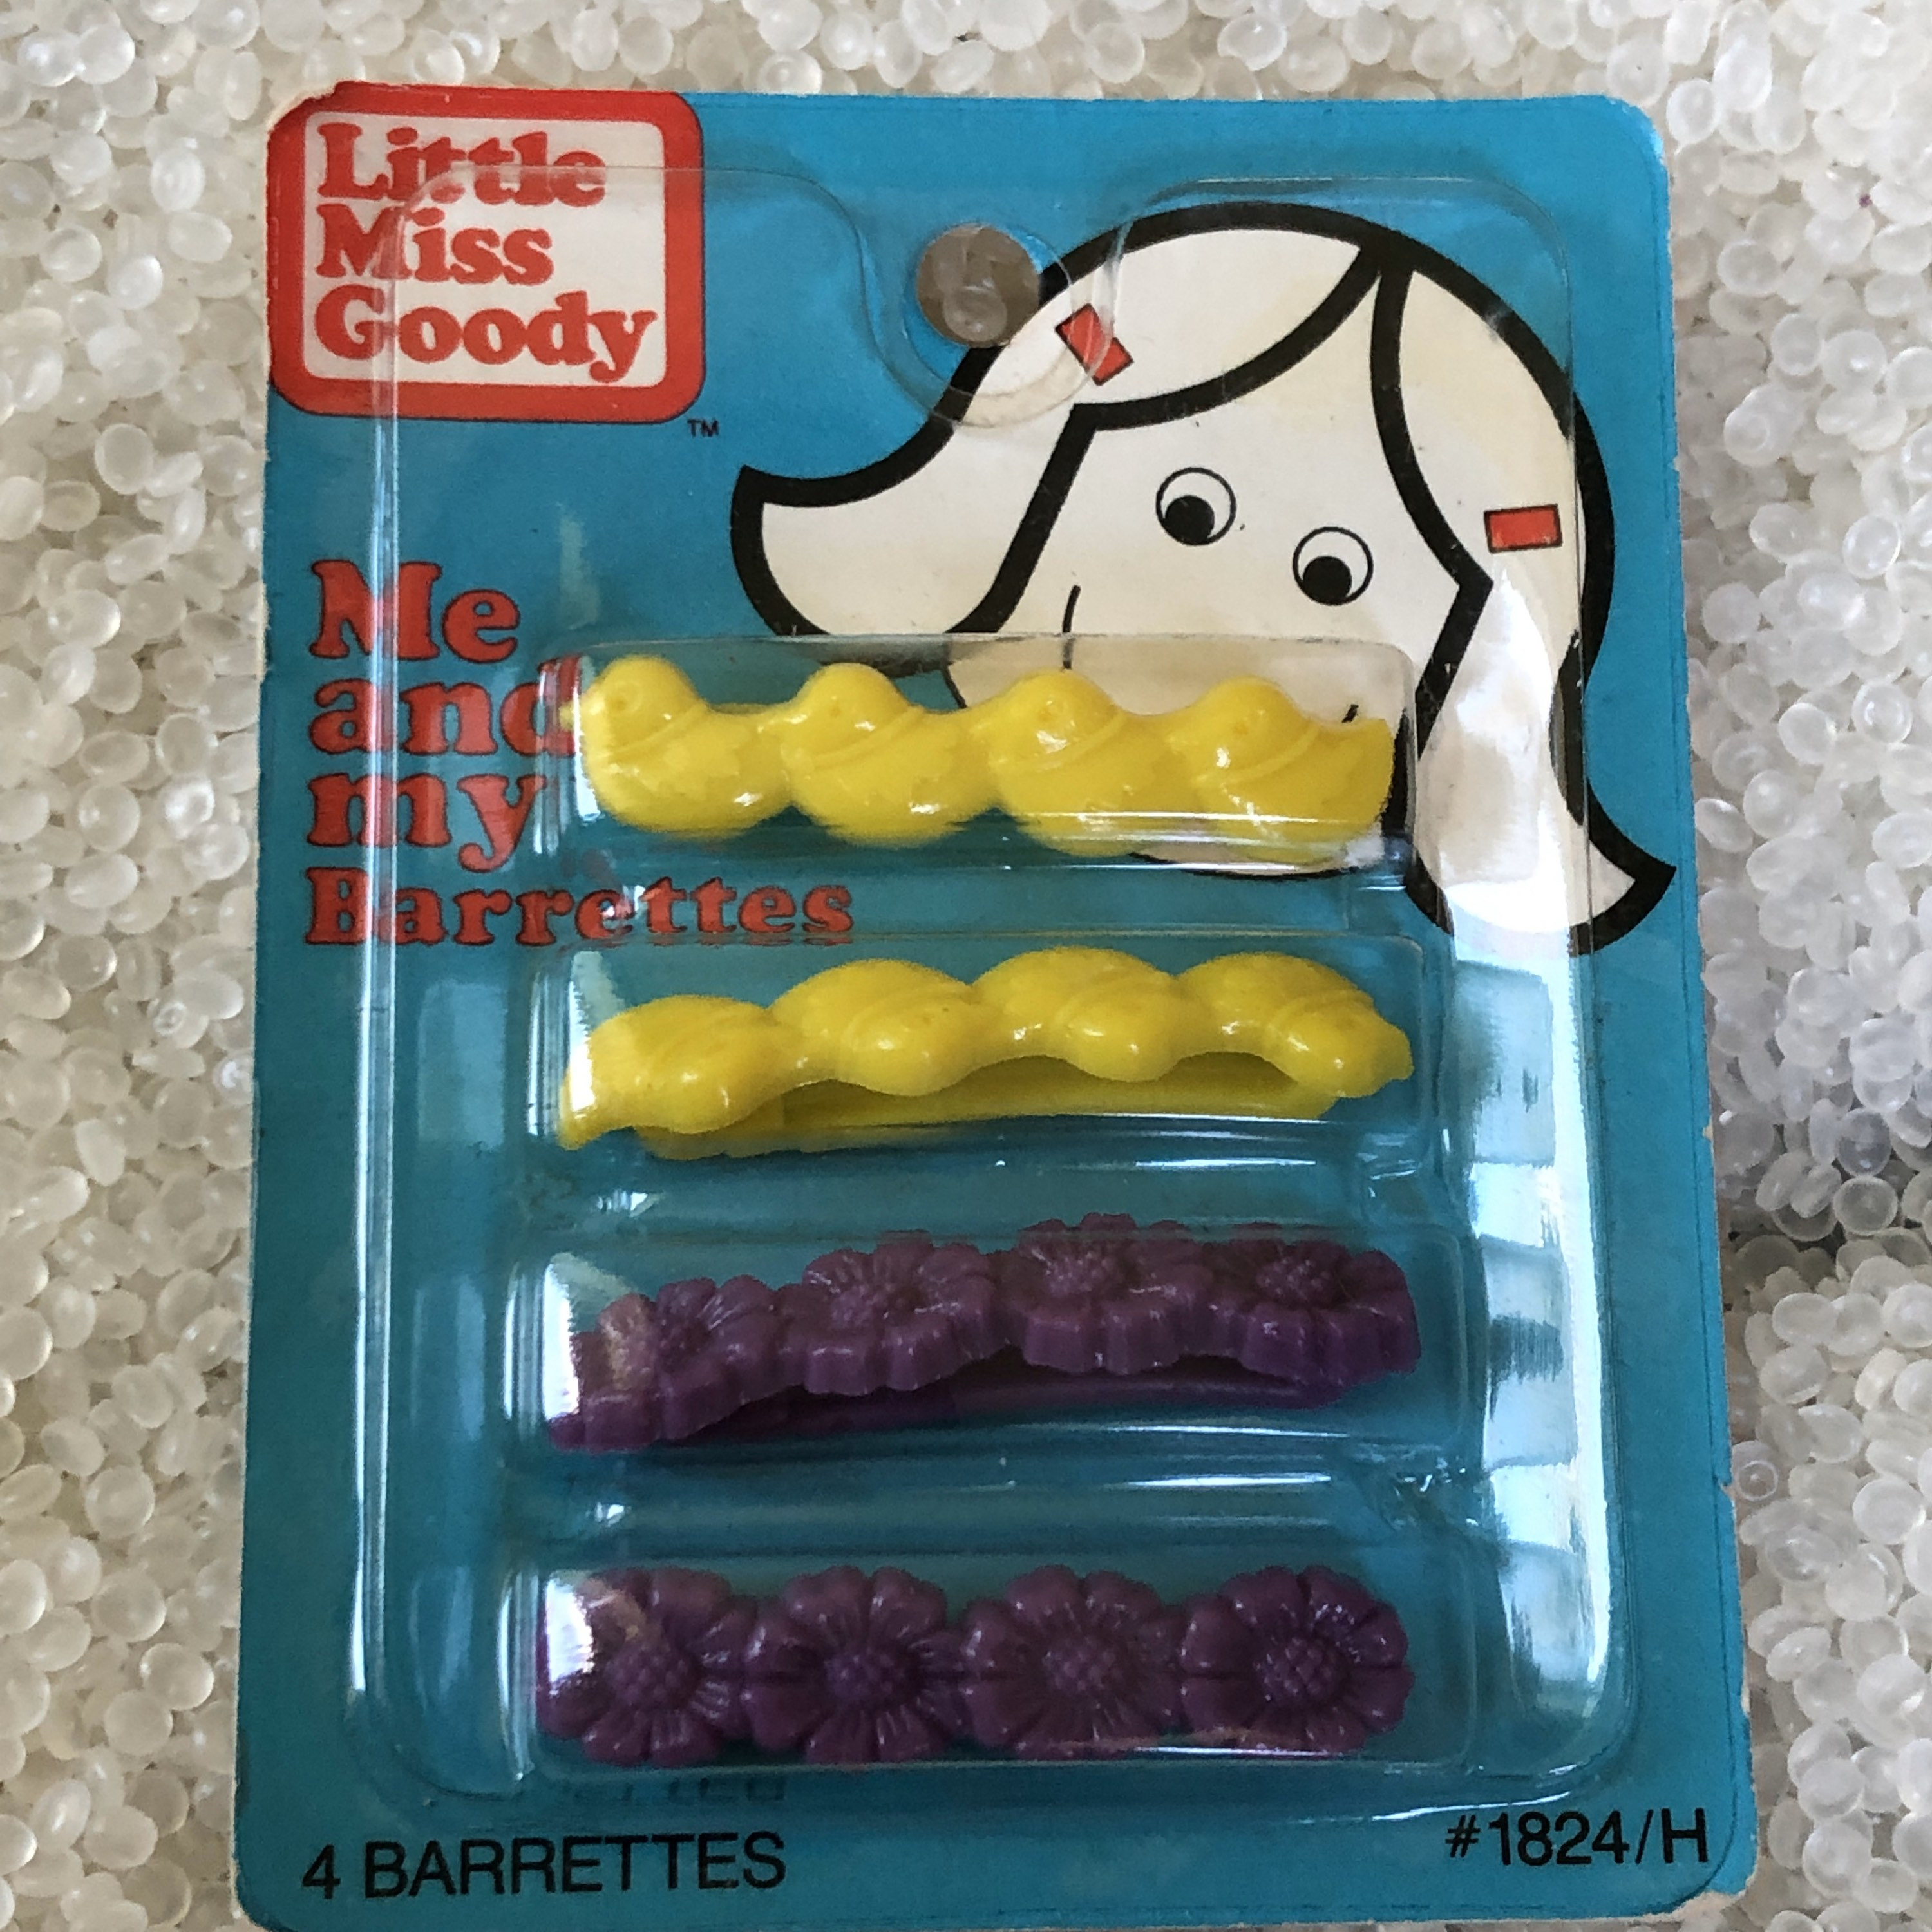 Little
Miss
Goody
TM
Me
and
my
Barrettes
4 BARRETTES
#1824/H